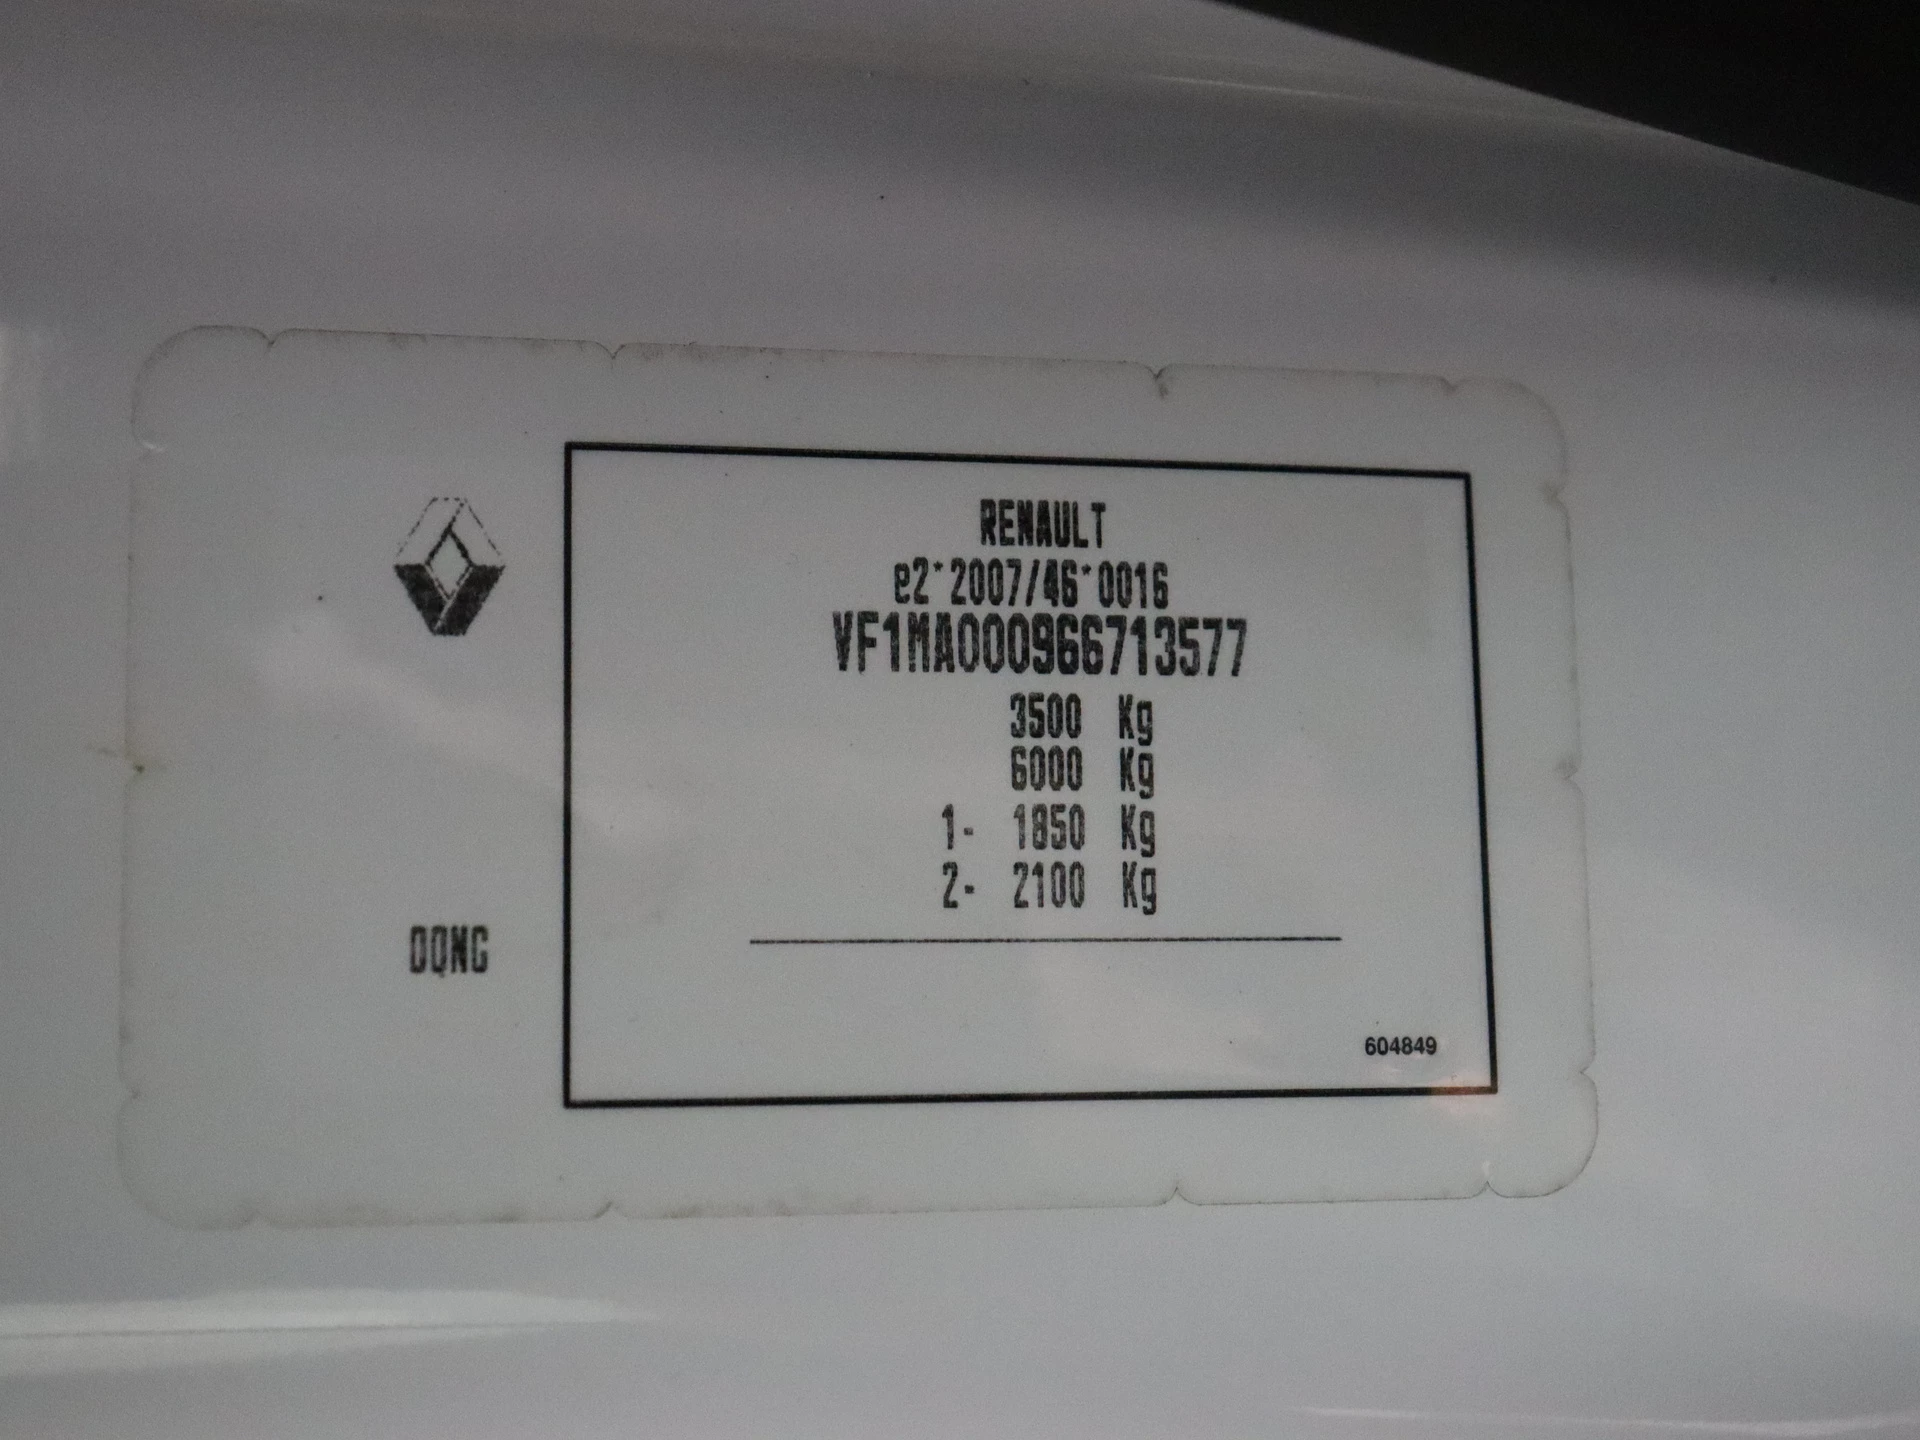 RENAULT
e2*2007/46*0016
VF1MA000966713577
3500 Kg
6000 Kg
1- 1850 Kg
2- 2100 Kg
DQNG
604849